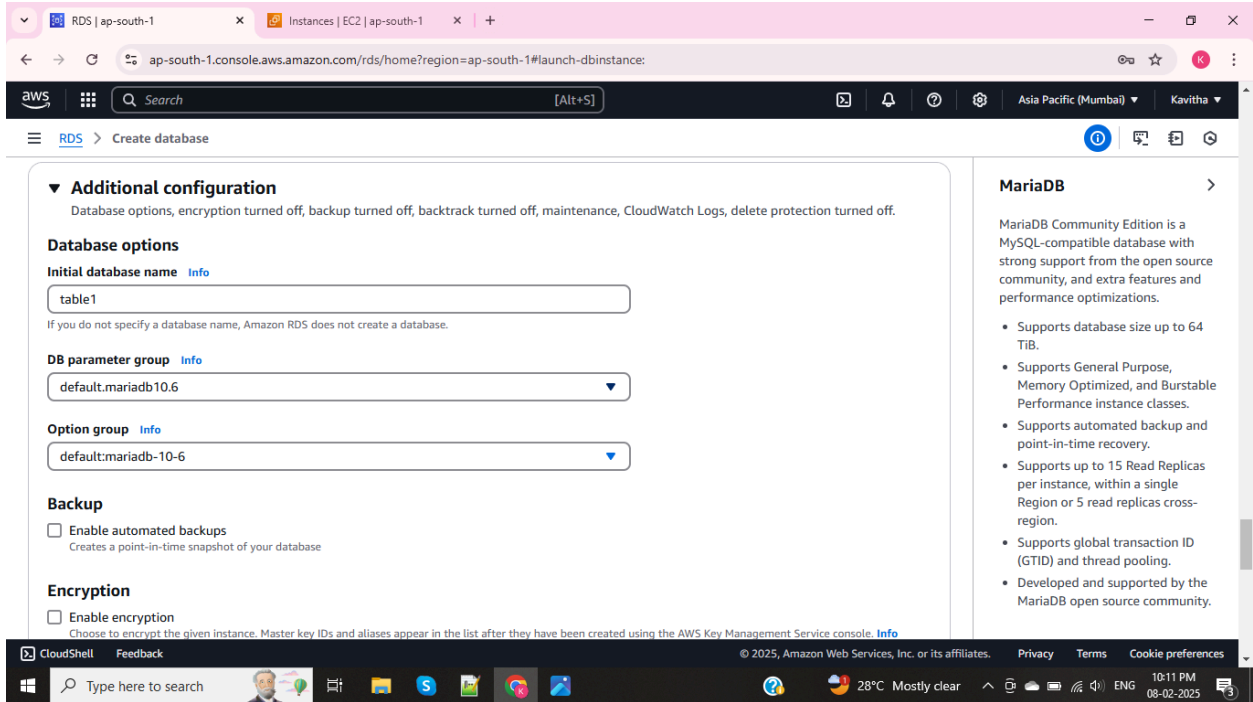 RDS | ap-south-1
Instances | EC2 | ap-south-1
ap-south-1.console.aws.amazon.com/rds/home?region=ap-south-1#launch-dbinstance:
K
aws
Search
[Alt+S]
Asia Pacific (Mumbai)
Kavitha
RDS > Create database
Additional configuration
Database options, encryption turned off, backup turned off, backtrack turned off, maintenance, CloudWatch Logs, delete protection turned off.
Database options
Initial database name Info
table1
If you do not specify a database name, Amazon RDS does not create a database.
DB parameter group Info
default.mariadb10.6
Option group Info
default:mariadb-10-6
Backup
Enable automated backups
Creates a point-in-time snapshot of your database
Encryption
Enable encryption
Choose to encrypt the given instance. Master key IDs and aliases appear in the list after they have been created using the AWS Key Management Service console. Info
MariaDB
MariaDB Community Edition is a
MySQL-compatible database with
strong support from the open source
community, and extra features and
performance optimizations.
• Supports database size up to 64
TiB.
• Supports General Purpose,
Memory Optimized, and Burstable
Performance instance classes.
• Supports automated backup and
point-in-time recovery.
• Supports up to 15 Read Replicas
per instance, within a single
Region or 5 read replicas cross-
region.
• Supports global transaction ID
(GTID) and thread pooling.
• Developed and supported by the
MariaDB open source community.
CloudShell
Feedback
© 2025, Amazon Web Services, Inc. or its affiliates.
Privacy
Terms
Cookie preferences
Type here to search
28°C Mostly clear
ENG
10:11 PM
08-02-2025
3